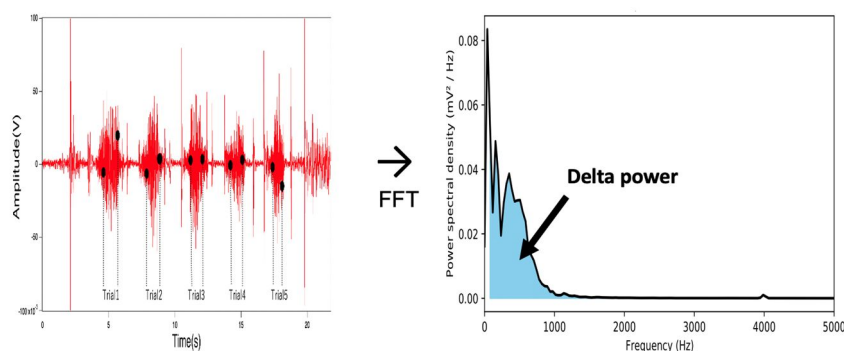 100
50
0
-50
-100x10⁻³
Amplitude(V)
Trial1 Trial2 Trial3 Trial4 Trial5
0 5 10 15 20
Time(s)
FFT
0.08
0.06
0.04
0.02
0.00
Power spectral density (mV² / Hz)
Delta power
0 1000 2000 3000 4000 5000
Frequency (Hz)